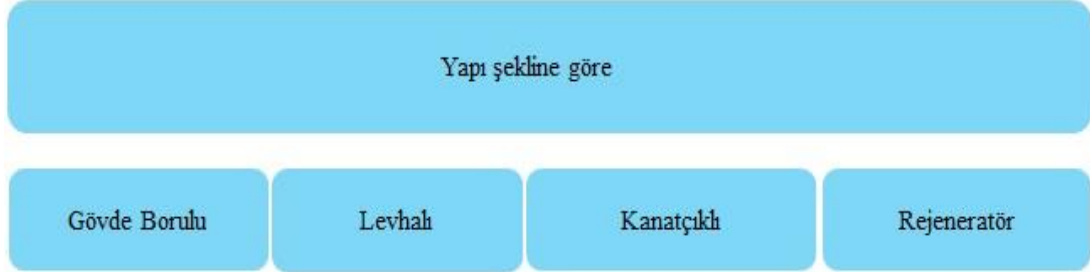 Yapı şekline göre
Gövde Borulu
Levhalı
Kanatçıklı
Rejeneratör